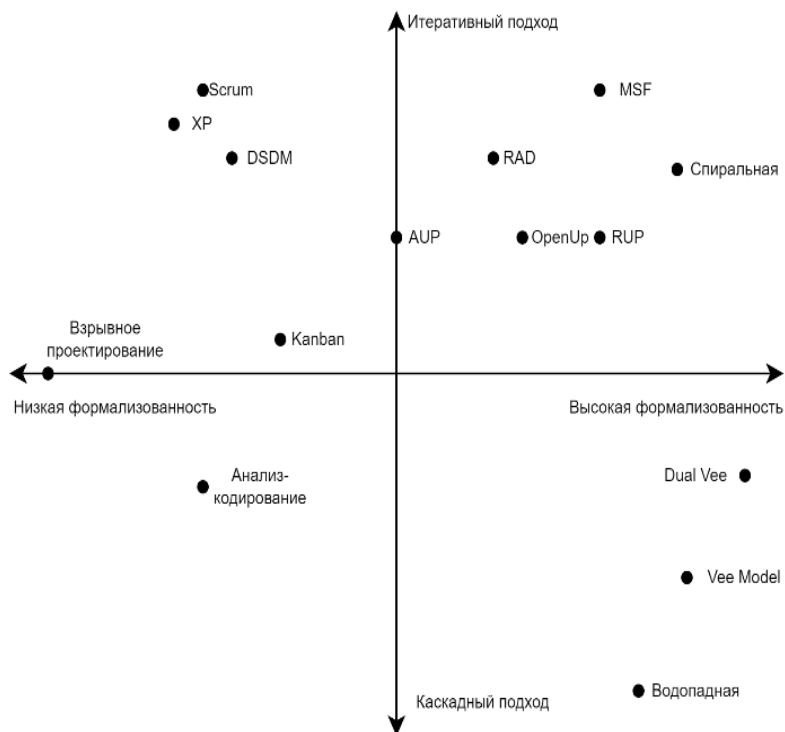 Итеративный подход
Scrum
MSF
XP
DSDM
RAD
Спиральная
AUP
OpenUp
RUP
Взрывное
проектирование
Kanban
Низкая формализованность
Высокая формализованность
Анализ-
кодирование
Dual Vee
Vee Model
Водопадная
Каскадный подход